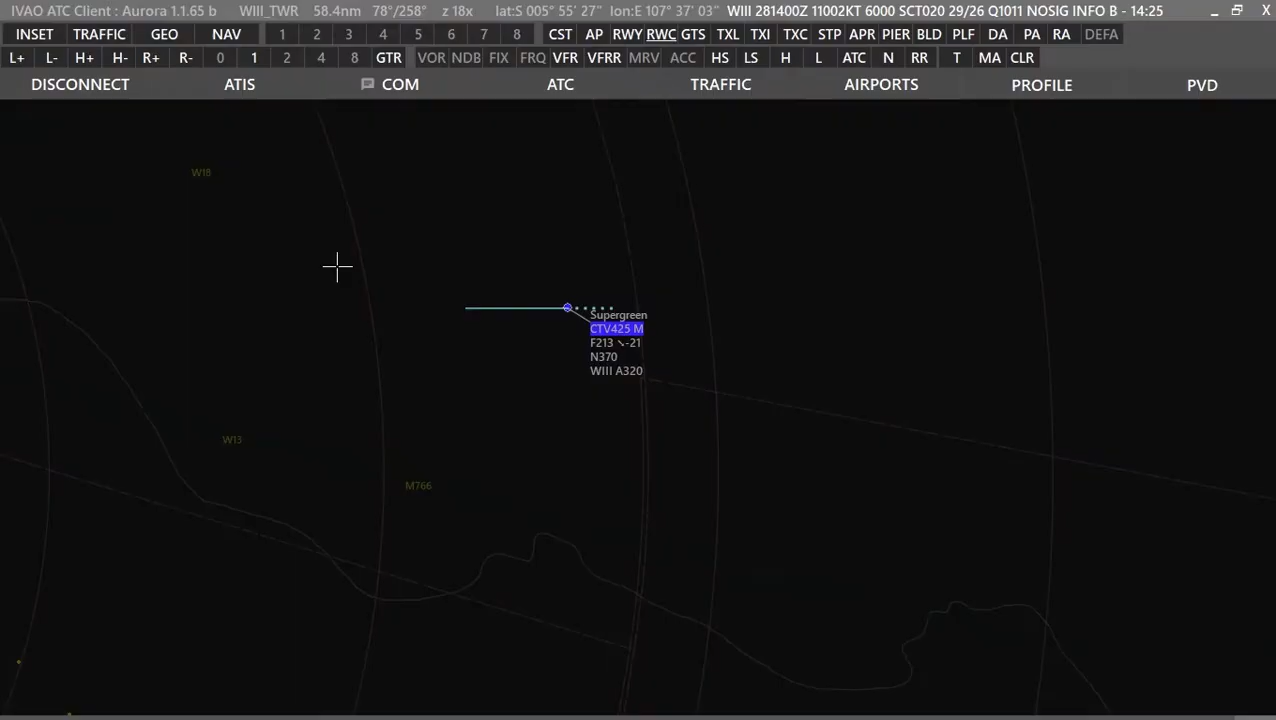 IVAO ATC Client : Aurora 1.1.65 b WIII_TWR 58.4nm 78°/258° z 18x lat:S 005° 55' 27" lon:E 107° 37' 03" WIII 281400Z 11002KT 6000 SCT020 29/26 Q1011 NOSIG INFO B - 14:25
INSET TRAFFIC GEO NAV 1 2 3 4 5 6 7 8 CST AP RWY RWC GTS TXL TXI TXC STP APR PIER BLD PLF DA PA RA DEFA
L+ L- H+ H- R+ R- 0 1 2 4 8 GTR VOR NDB FIX FRQ VFR VFRR MRV ACC HS LS H L ATC N RR T MA CLR
DISCONNECT ATIS COM ATC TRAFFIC AIRPORTS PROFILE PVD
W18
Supergreen
CTV425 M
F213 ↘-21
N370
WIII A320
W13
M766